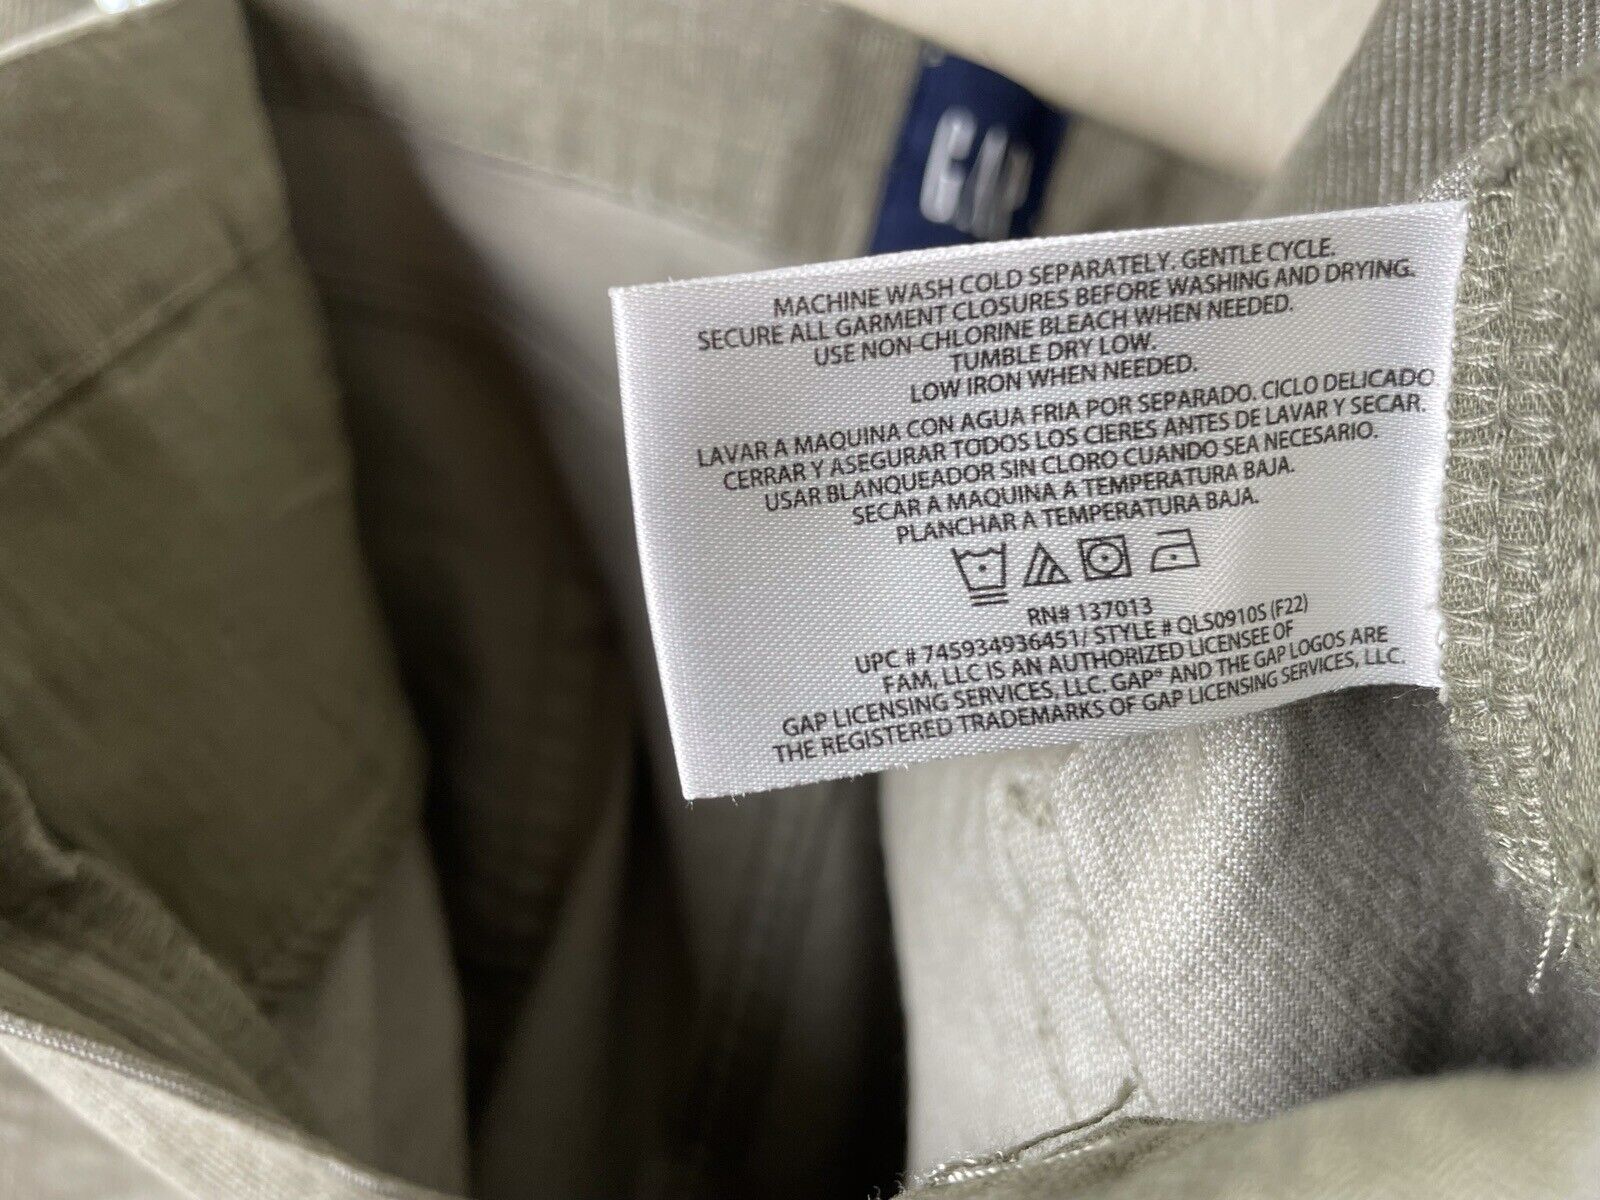 GAP
MACHINE WASH COLD SEPARATELY. GENTLE CYCLE.
SECURE ALL GARMENT CLOSURES BEFORE WASHING AND DRYING.
USE NON-CHLORINE BLEACH WHEN NEEDED.
TUMBLE DRY LOW.
LOW IRON WHEN NEEDED.
LAVAR A MAQUINA CON AGUA FRIA POR SEPARADO. CICLO DELICADO
CERRAR Y ASEGURAR TODOS LOS CIERES ANTES DE LAVAR Y SECAR.
USAR BLANQUEADOR SIN CLORO CUANDO SEA NECESARIO.
SECAR A MAQUINA A TEMPERATURA BAJA.
PLANCHAR A TEMPERATURA BAJA.
RN# 137013
UPC # 745934936451/ STYLE # QLS0910S (F22)
FAM, LLC IS AN AUTHORIZED LICENSEE OF
GAP LICENSING SERVICES, LLC. GAP® AND THE GAP LOGOS ARE
THE REGISTERED TRADEMARKS OF GAP LICENSING SERVICES, LLC.